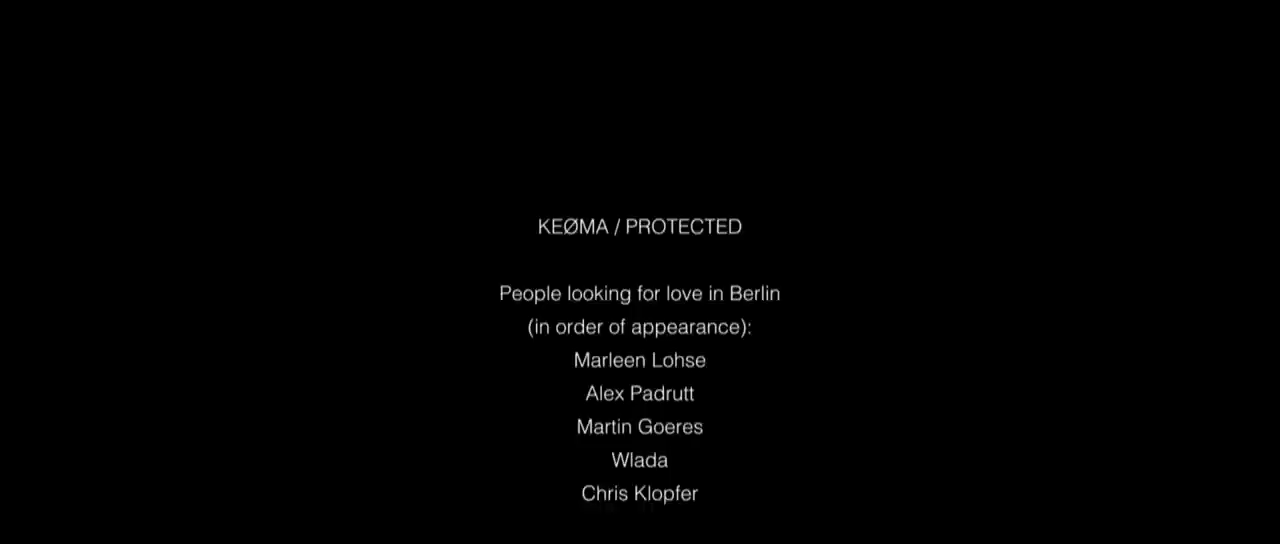 KEØMA / PROTECTED
People looking for love in Berlin
(in order of appearance):
Marleen Lohse
Alex Padrutt
Martin Goeres
Wlada
Chris Klopfer